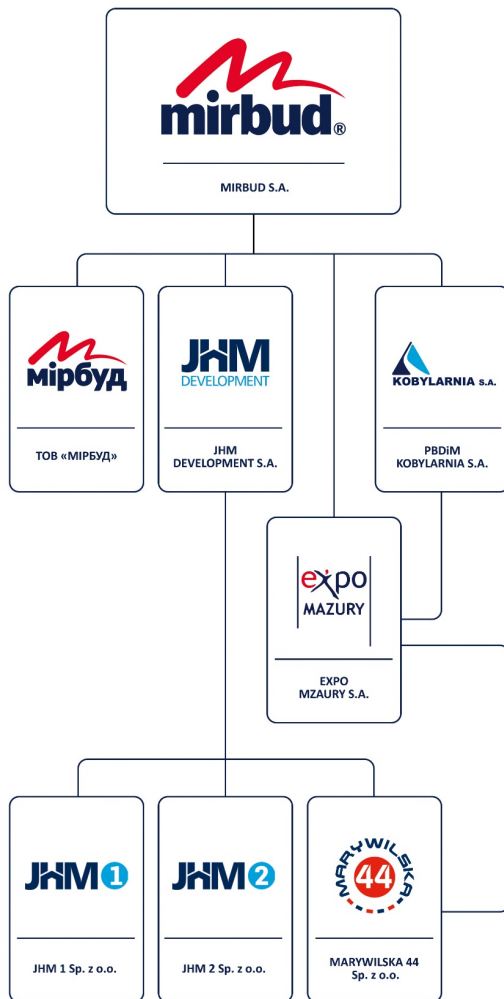 mirbud®
MIRBUD S.A.
мірбуд
ТОВ «МІРБУД»
JHM
DEVELOPMENT
JHM
DEVELOPMENT S.A.
KOBYLARNIA S.A.
PBDiM
KOBYLARNIA S.A.
expo
MAZURY
EXPO
MZAURY S.A.
JHM 1
JHM 1 Sp. z o.o.
JHM 2
JHM 2 Sp. z o.o.
MARYWILSKA
44
MARYWILSKA 44
Sp. z o.o.